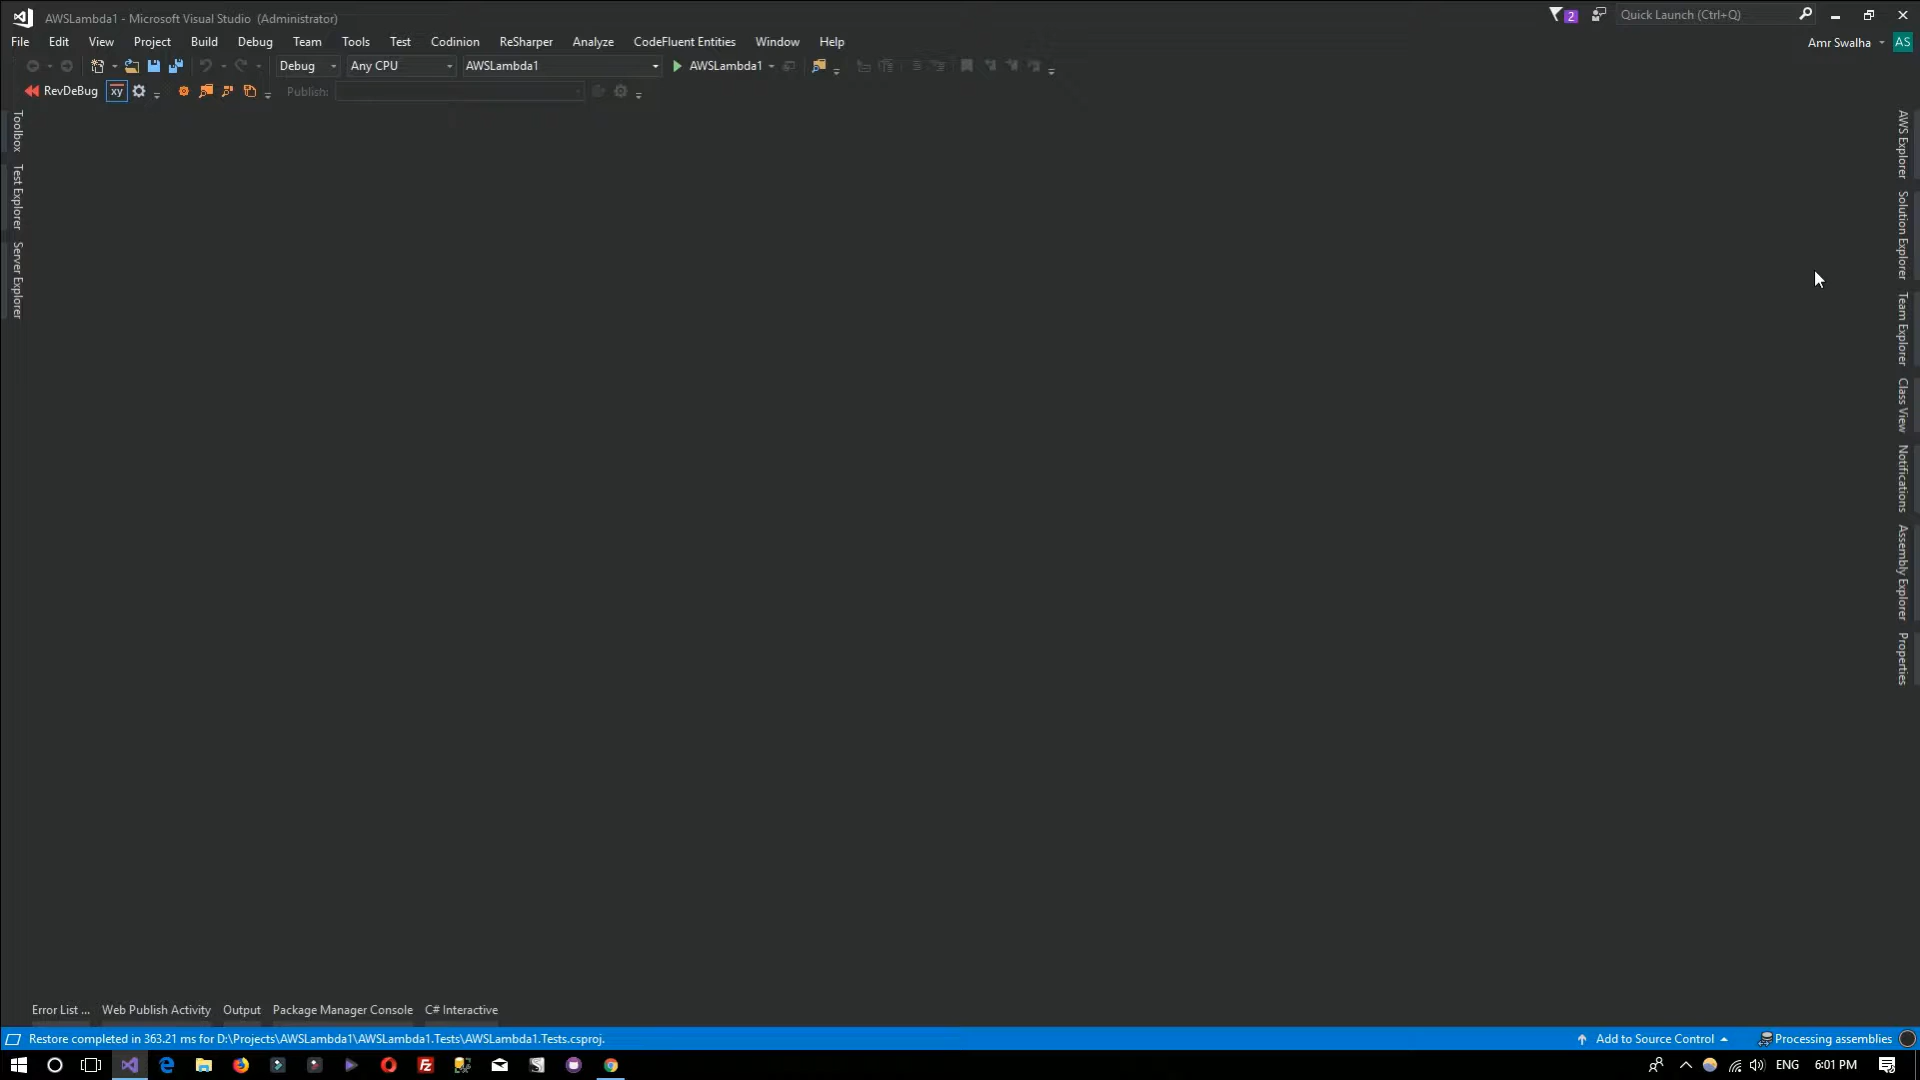 AWSLambda1 - Microsoft Visual Studio (Administrator)
2
Quick Launch (Ctrl+Q)
File Edit View Project Build Debug Team Tools Test Codinion ReSharper Analyze CodeFluent Entities Window Help
Amr Swalha AS
Debug Any CPU AWSLambda1 AWSLambda1
RevDeBug xy Publish:
Toolbox
Test Explorer
Server Explorer
AWS Explorer
Solution Explorer
Team Explorer
Class View
Notifications
Assembly Explorer
Properties
Error List ... Web Publish Activity Output Package Manager Console C# Interactive
Restore completed in 363.21 ms for D:\Projects\AWSLambda1\AWSLambda1.Tests\AWSLambda1.Tests.csproj.
Add to Source Control Processing assemblies
ENG 6:01 PM